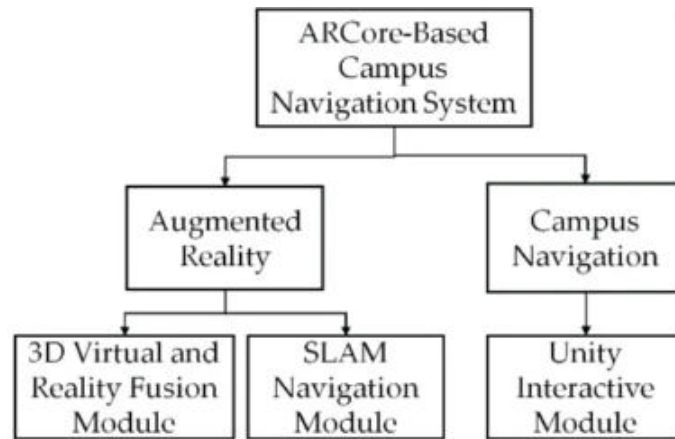 ARCore-Based
Campus
Navigation System
Augmented
Reality
Campus
Navigation
3D Virtual and
Reality Fusion
Module
SLAM
Navigation
Module
Unity
Interactive
Module